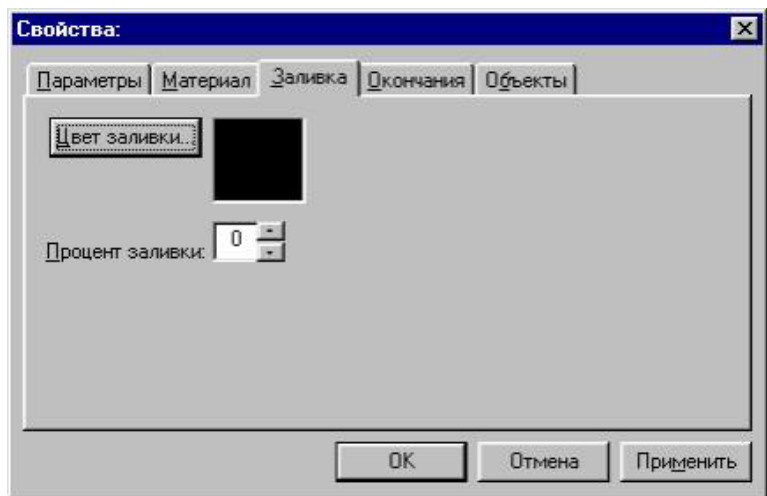 Свойства:
Параметры Материал Заливка Окончания Объекты
Цвет заливки...
Процент заливки: 0
OK Отмена Применить